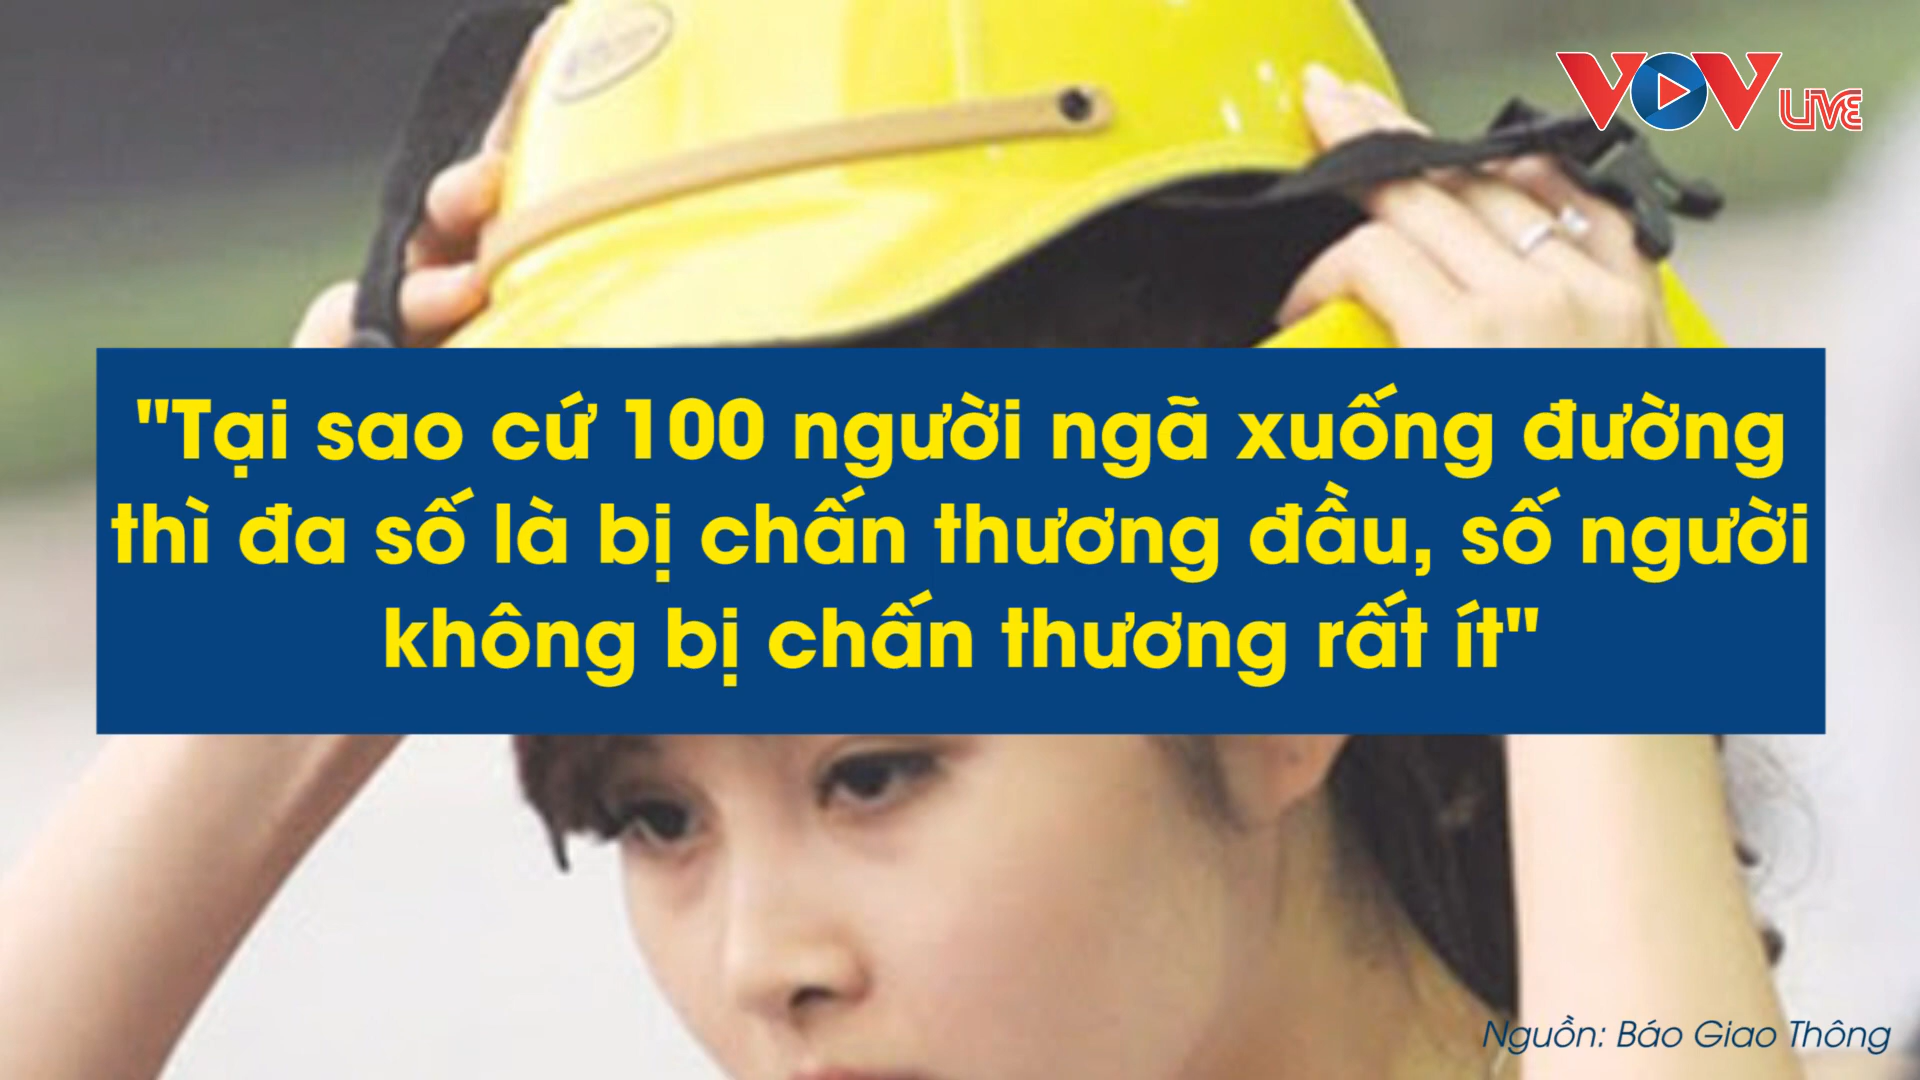 VOV LIVE
"Tại sao cứ 100 người ngã xuống đường
thì đa số là bị chấn thương đầu, số người
không bị chấn thương rất ít"
Nguồn: Báo Giao Thông